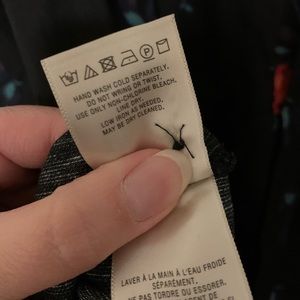 HAND WASH COLD SEPARATELY.
DO NOT WRING OR TWIST.
USE ONLY NON-CHLORINE BLEACH.
LINE DRY.
LOW IRON AS NEEDED.
MAY BE DRY CLEANED.
LAVER À LA MAIN À L'EAU FROIDE
SÉPARÉMENT.
NE PAS TORDRE OU ESSORER.